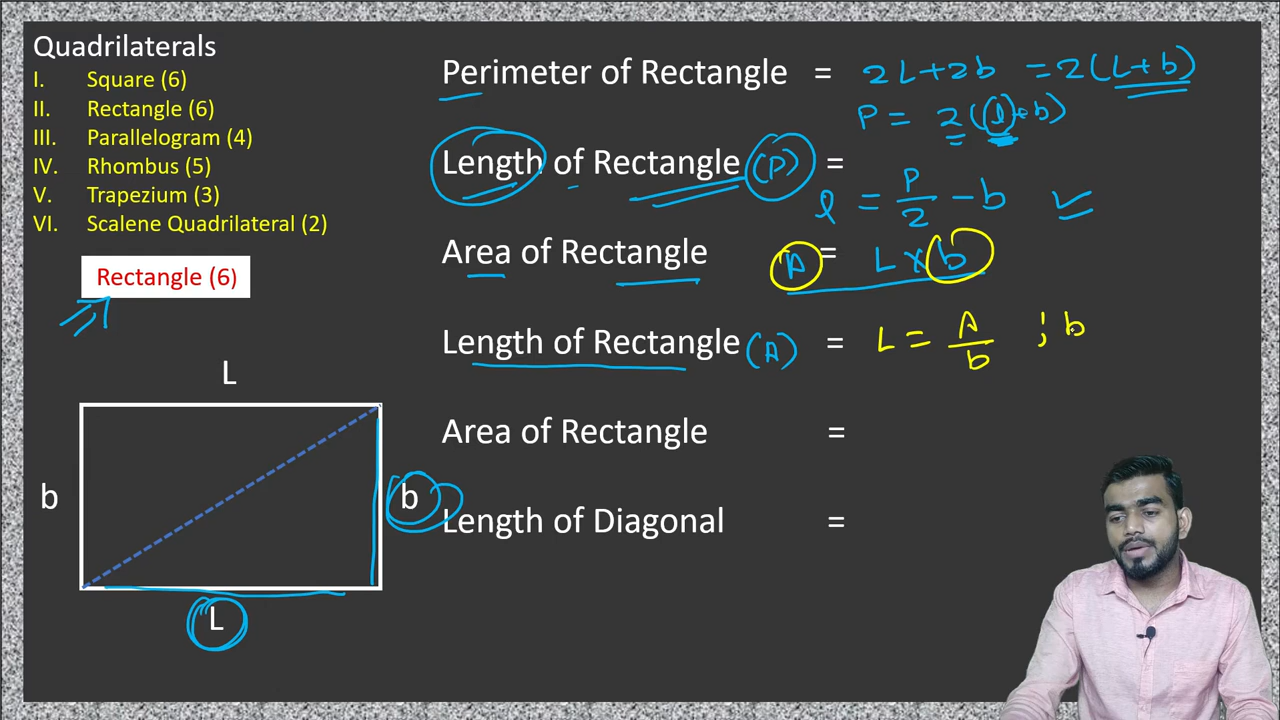 Quadrilaterals
I. Square (6)
II. Rectangle (6)
III. Parallelogram (4)
IV. Rhombus (5)
V. Trapezium (3)
VI. Scalene Quadrilateral (2)
Rectangle (6)
L
b
b
L
Perimeter of Rectangle = 2L+2b = 2(L+b)
P = 2(l+b)
Length of Rectangle (P) =
l = P/2 - b
Area of Rectangle A = L x b
Length of Rectangle (A) = L = A/b ; b
Area of Rectangle =
Length of Diagonal =